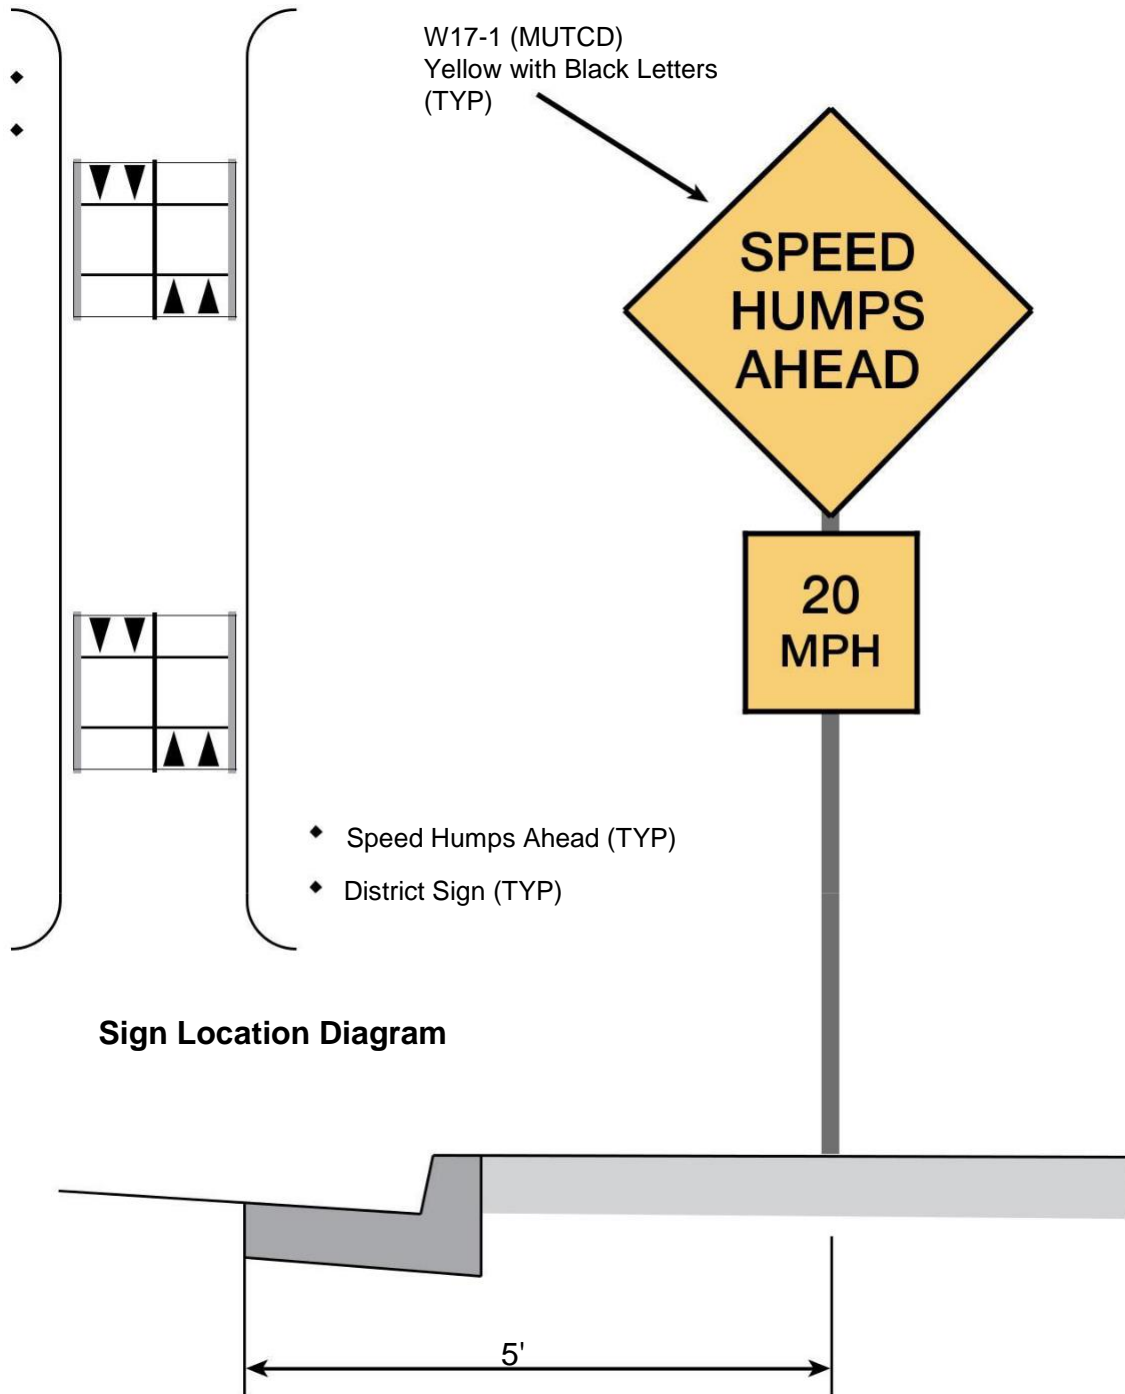 W17-1 (MUTCD)
Yellow with Black Letters
(TYP)
SPEED
HUMPS
AHEAD
20
MPH
Speed Humps Ahead (TYP)
District Sign (TYP)
Sign Location Diagram
5'